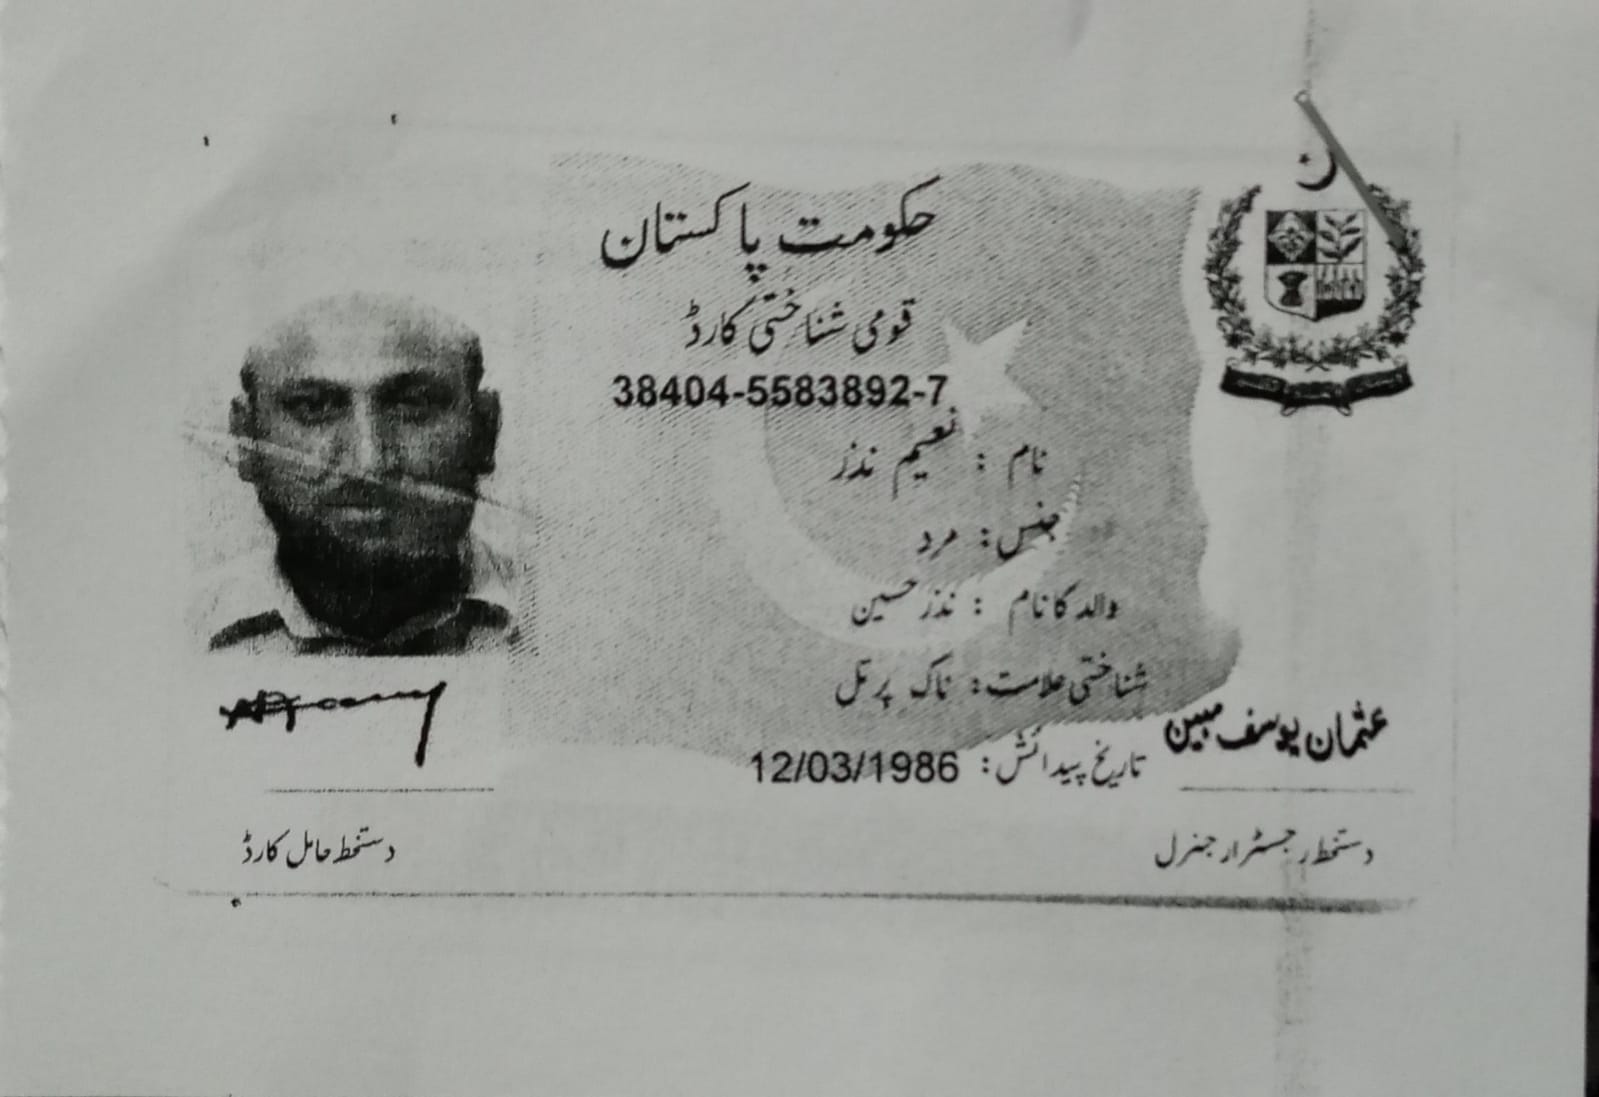 حکومت پاکستان
قومی شناختی کارڈ
38404-5583892-7
نام : نعیم نذر
جنس: مرد
والد کا نام : نذر حسین
شناختی علامت: ناک پر تل
تاریخ پیدائش: 12/03/1986
عثمان یوسف مبین
دستخط رجسٹرار جنرل
دستخط حامل کارڈ